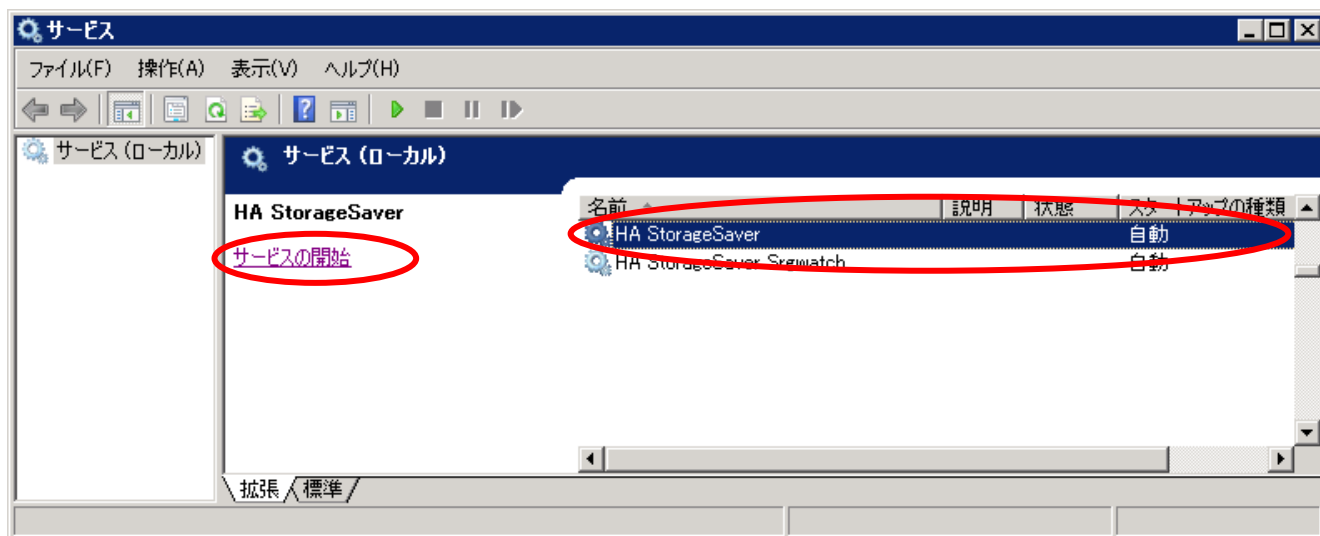 サービス
ファイル(F) 操作(A) 表示(V) ヘルプ(H)
サービス (ローカル)
サービス (ローカル)
HA StorageSaver
サービスの開始
名前 説明 状態 スタートアップの種類
HA StorageSaver 自動
HA StorageSaver Srgwatch 自動
拡張 標準